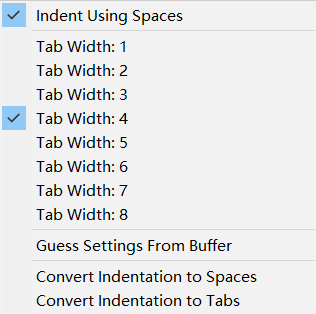 Indent Using Spaces
Tab Width: 1
Tab Width: 2
Tab Width: 3
Tab Width: 4
Tab Width: 5
Tab Width: 6
Tab Width: 7
Tab Width: 8
Guess Settings From Buffer
Convert Indentation to Spaces
Convert Indentation to Tabs